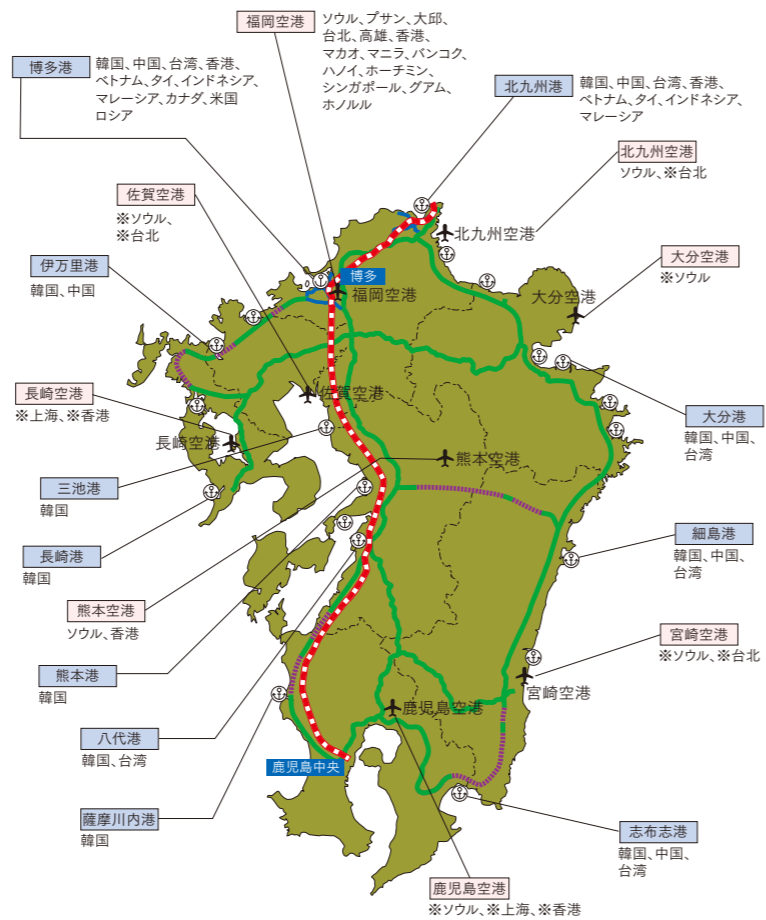 福岡空港
ソウル、プサン、大邱、
台北、高雄、香港、
マカオ、マニラ、バンコク、
ハノイ、ホーチミン、
シンガポール、グアム、
ホノルル
博多港
韓国、中国、台湾、香港、
ベトナム、タイ、インドネシア、
マレーシア、カナダ、米国
ロシア
北九州港
韓国、中国、台湾、香港、
ベトナム、タイ、インドネシア、
マレーシア
北九州空港
ソウル、※台北
佐賀空港
※ソウル、
※台北
北九州空港
大分空港
※ソウル
伊万里港
韓国、中国
博多
福岡空港
大分空港
長崎空港
※上海、※香港
佐賀空港
長崎空港
大分港
韓国、中国、
台湾
熊本空港
三池港
韓国
長崎港
韓国
細島港
韓国、中国、
台湾
熊本空港
ソウル、香港
宮崎空港
※ソウル、※台北
熊本港
韓国
宮崎空港
鹿児島空港
八代港
韓国、台湾
鹿児島中央
薩摩川内港
韓国
志布志港
韓国、中国、
台湾
鹿児島空港
※ソウル、※上海、※香港